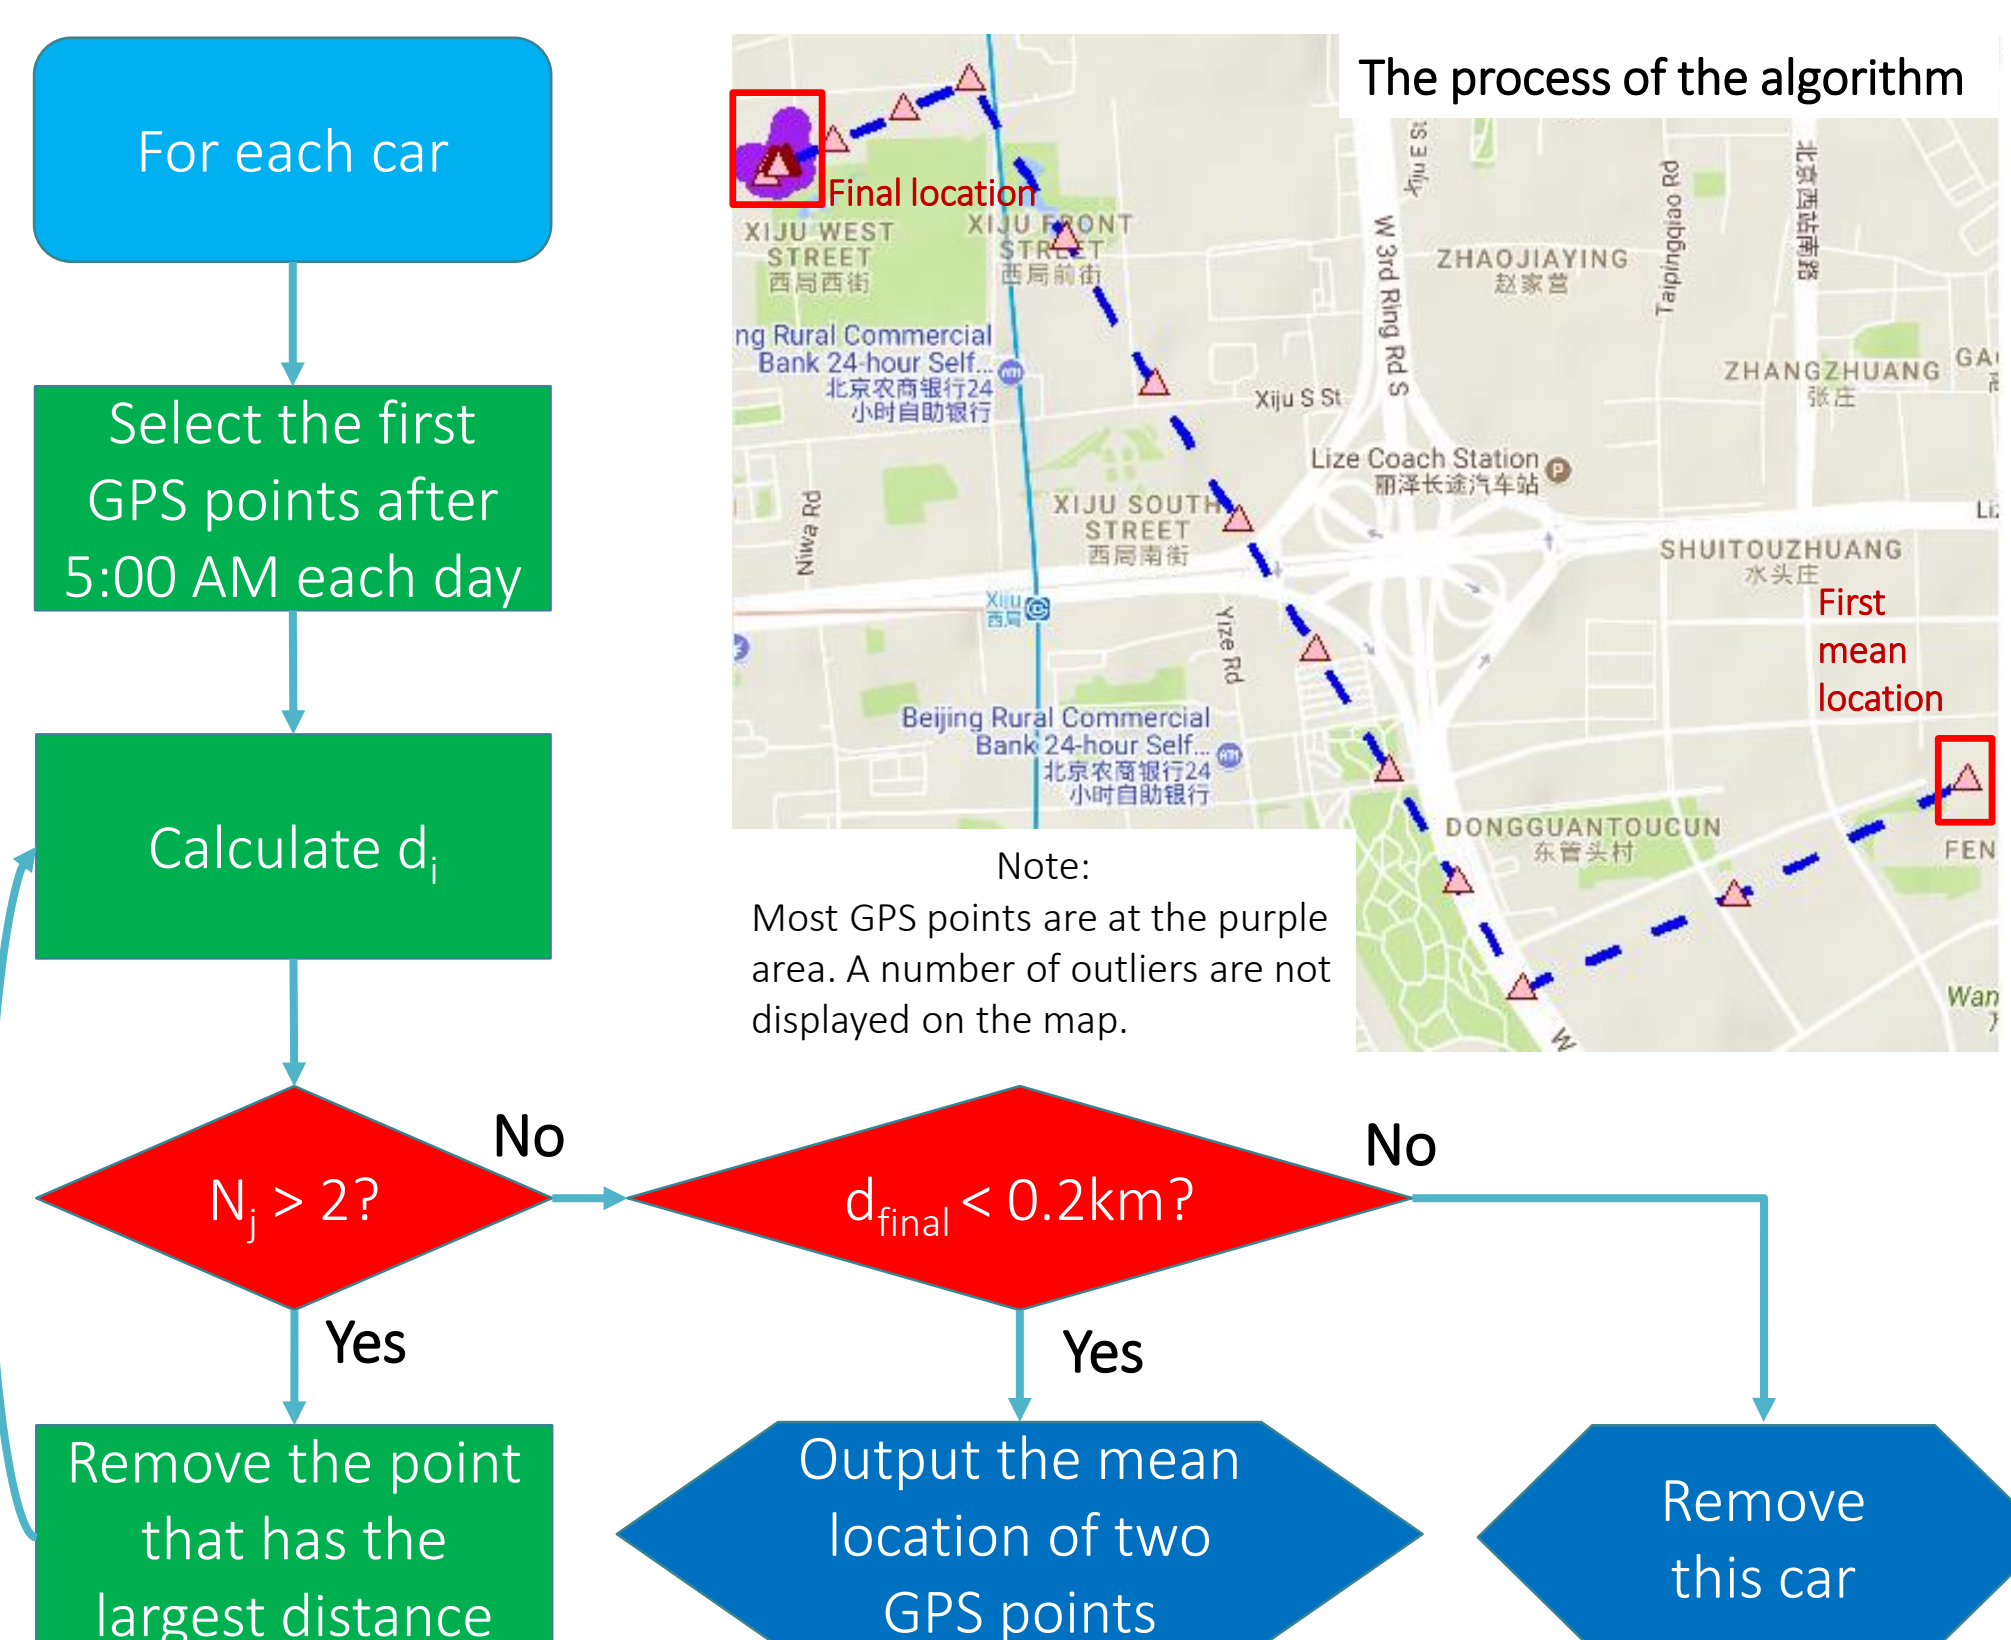 For each car
Select the first
GPS points after
5:00 AM each day
Calculate di
Nj > 2?
No
Yes
Remove the point
that has the
largest distance
dfinal < 0.2km?
No
Yes
Output the mean
location of two
GPS points
Remove
this car
The process of the algorithm
Final location
XIJU WEST
STREET
西局西街
XIJU FRONT
STREET
西局前街
ng Rural Commercial
Bank 24-hour Self...
北京农商银行24
小时自助银行
Niwa Rd
XIJU SOUTH
STREET
西局南街
Xiju
西局
Yize Rd
Beijing Rural Commercial
Bank 24-hour Self...
北京农商银行24
小时自助银行
Xiju E St
W 3rd Ring Rd S
Xiju S St
ZHAOJIAYING
赵家营
Taipingqiao Rd
北京西站南路
ZHANGZHUANG
张庄
GA
Lize Coach Station
丽泽长途汽车站
P
Liz
SHUITOUZHUANG
水头庄
First
mean
location
DONGGUANTOUCUN
东管头村
FEN
Wan
W
Note:
Most GPS points are at the purple
area. A number of outliers are not
displayed on the map.